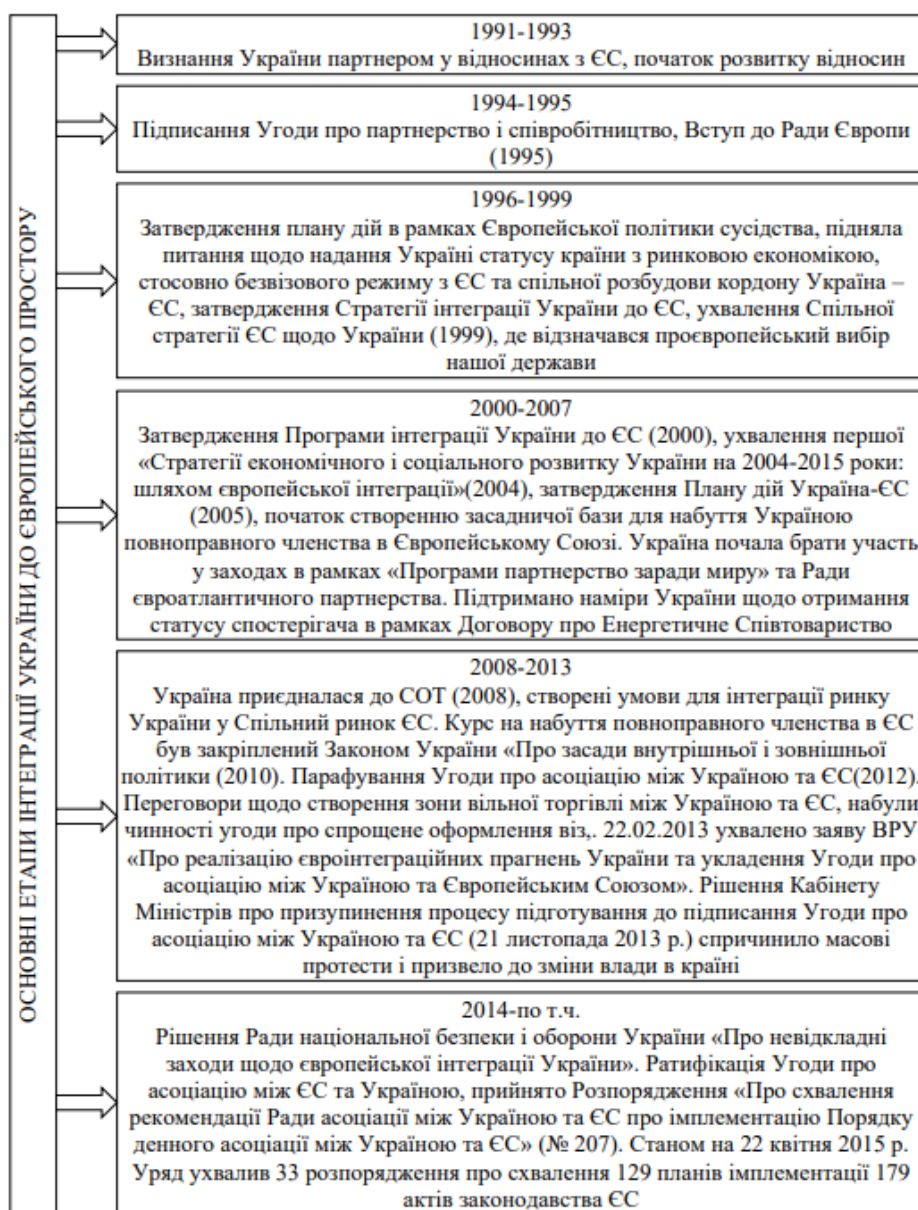 ОСНОВНІ ЕТАПИ ІНТЕГРАЦІЇ УКРАЇНИ ДО ЄВРОПЕЙСЬКОГО ПРОСТОРУ
1991-1993
Визнання України партнером у відносинах з ЄС, початок розвитку відносин
1994-1995
Підписання Угоди про партнерство і співробітництво, Вступ до Ради Європи
(1995)
1996-1999
Затвердження плану дій в рамках Європейської політики сусідства, підняла
питання щодо надання Україні статусу країни з ринковою економікою,
стосовно безвізового режиму з ЄС та спільної розбудови кордону Україна –
ЄС, затвердження Стратегії інтеграції України до ЄС, ухвалення Спільної
стратегії ЄС щодо України (1999), де відзначався проєвропейський вибір
нашої держави
2000-2007
Затвердження Програми інтеграції України до ЄС (2000), ухвалення першої
«Стратегії економічного і соціального розвитку України на 2004-2015 роки:
шляхом європейської інтеграції»(2004), затвердження Плану дій Україна-ЄС
(2005), початок створенню засадничої бази для набуття Україною
повноправного членства в Європейському Союзі. Україна почала брати участь
у заходах в рамках «Програми партнерство заради миру» та Ради
євроатлантичного партнерства. Підтримано наміри України щодо отримання
статусу спостерігача в рамках Договору про Енергетичне Співтовариство
2008-2013
Україна приєдналася до СОТ (2008), створені умови для інтеграції ринку
України у Спільний ринок ЄС. Курс на набуття повноправного членства в ЄС
був закріплений Законом України «Про засади внутрішньої і зовнішньої
політики (2010). Парафування Угоди про асоціацію між Україною та ЄС(2012).
Переговори щодо створення зони вільної торгівлі між Україною та ЄС, набули
чинності угоди про спрощене оформлення віз,. 22.02.2013 ухвалено заяву ВРУ
«Про реалізацію євроінтеграційних прагнень України та укладення Угоди про
асоціацію між Україною та Європейським Союзом». Рішення Кабінету
Міністрів про призупинення процесу підготування до підписання Угоди про
асоціацію між Україною та ЄС (21 листопада 2013 р.) спричинило масові
протести і призвело до зміни влади в країні
2014-по т.ч.
Рішення Ради національної безпеки і оборони України «Про невідкладні
заходи щодо європейської інтеграції України». Ратифікація Угоди про
асоціацію між ЄС та Україною, прийнято Розпорядження «Про схвалення
рекомендації Ради асоціації між Україною та ЄС про імплементацію Порядку
денного асоціації між Україною та ЄС» (№ 207). Станом на 22 квітня 2015 р.
Уряд ухвалив 33 розпорядження про схвалення 129 планів імплементації 179
актів законодавства ЄС